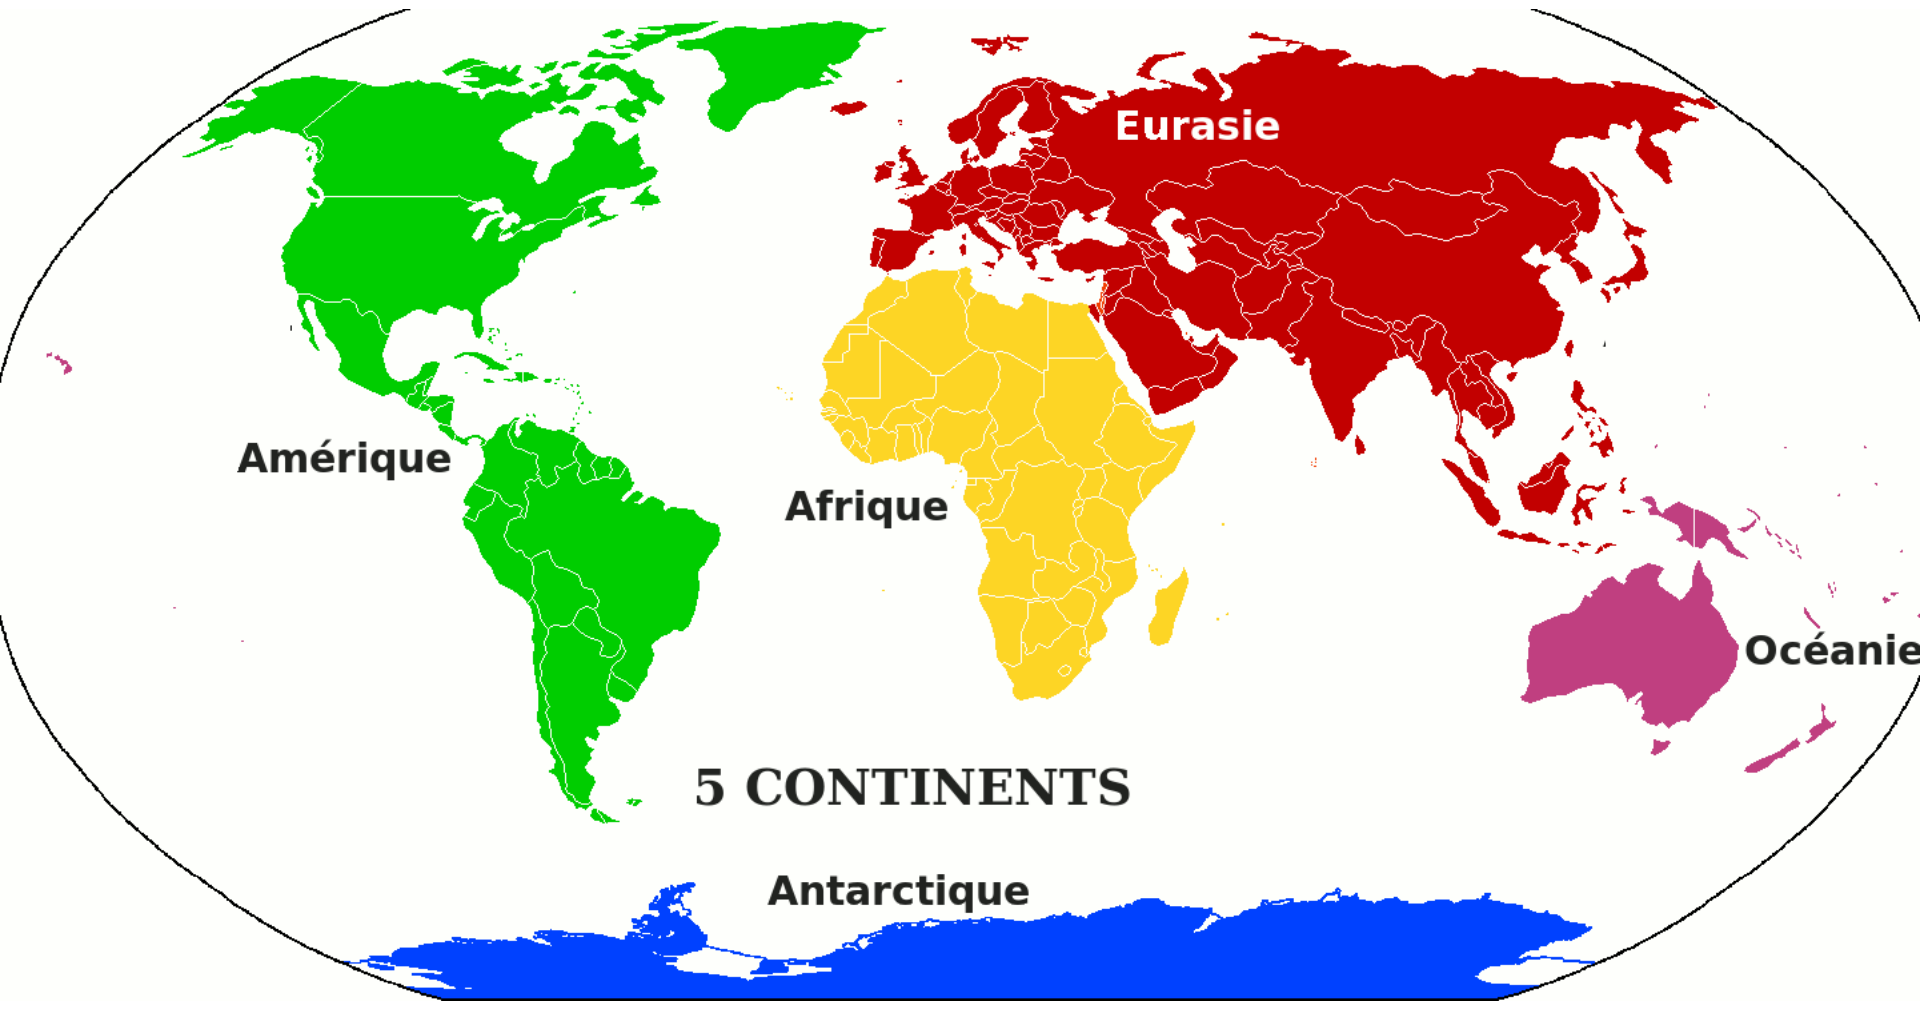 Eurasie
Amérique
Afrique
Océanie
5 CONTINENTS
Antarctique